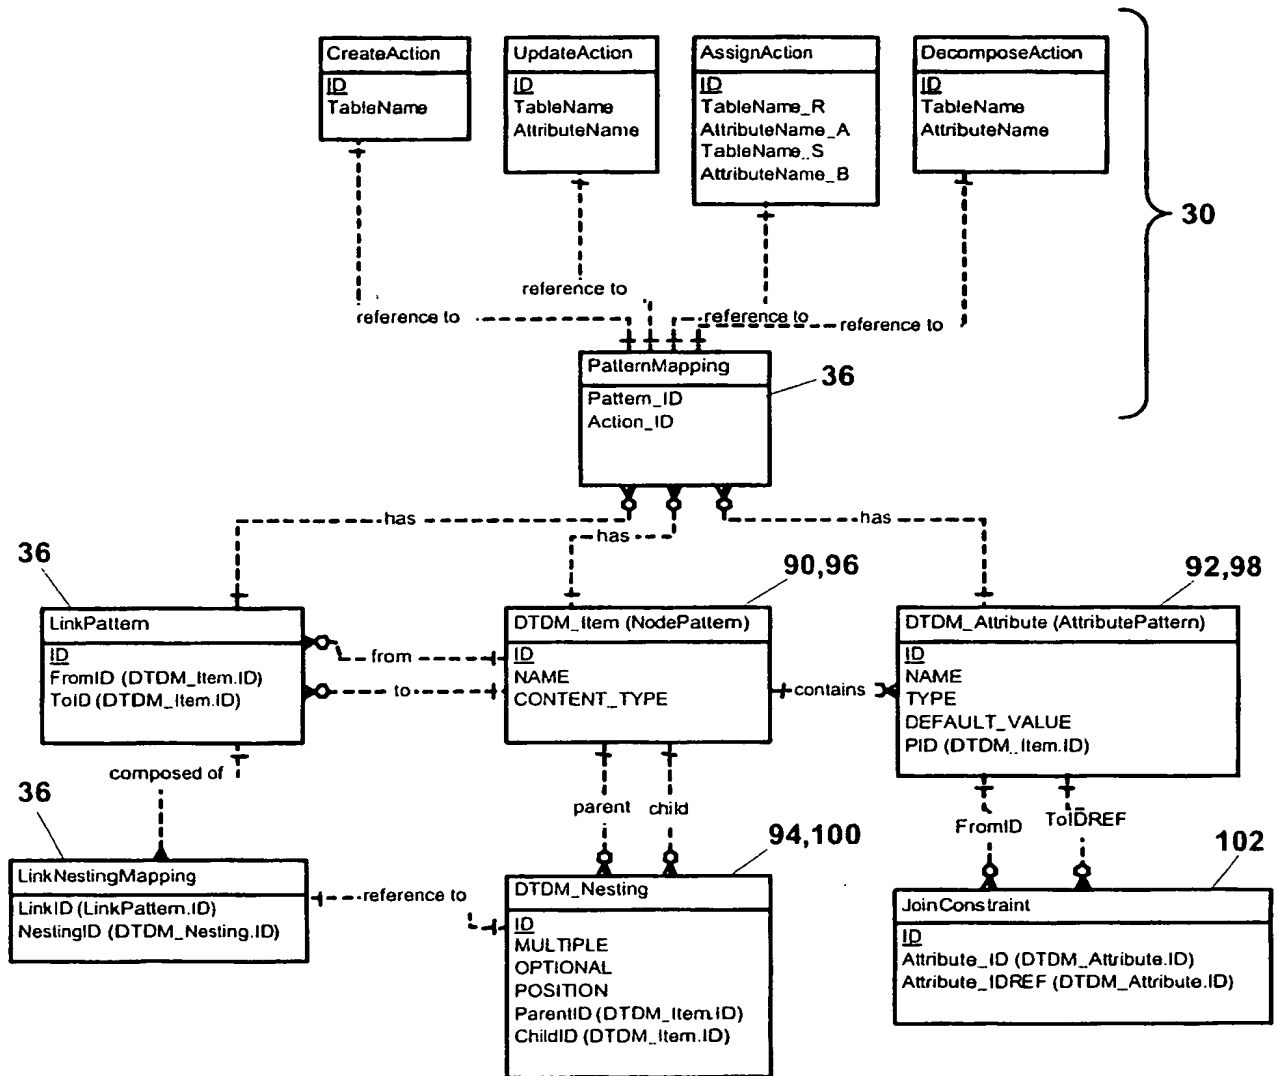 CreateAction
ID
TableName
UpdateAction
ID
TableName
AttributeName
AssignAction
ID
TableName_R
AttributeName_A
TableName_S
AttributeName_B
DecomposeAction
ID
TableName
AttributeName
30
reference to
reference to
reference to
reference to
PatternMapping
Pattern_ID
Action_ID
36
has
has
has
36
90,96
92,98
LinkPattern
ID
FromID (DTDM_Item.ID)
ToID (DTDM_Item.ID)
from
to
DTDM_Item (NodePattern)
ID
NAME
CONTENT_TYPE
contains
DTDM_Attribute (AttributePattern)
ID
NAME
TYPE
DEFAULT_VALUE
PID (DTDM_Item.ID)
composed of
parent
child
FromID
ToIDREF
36
94,100
102
LinkNestingMapping
LinkID (LinkPattern.ID)
NestingID (DTDM_Nesting.ID)
reference to
DTDM_Nesting
ID
MULTIPLE
OPTIONAL
POSITION
ParentID (DTDM_Item.ID)
ChildID (DTDM_Item.ID)
JoinConstraint
ID
Attribute_ID (DTDM_Attribute.ID)
Attribute_IDREF (DTDM_Attribute.ID)